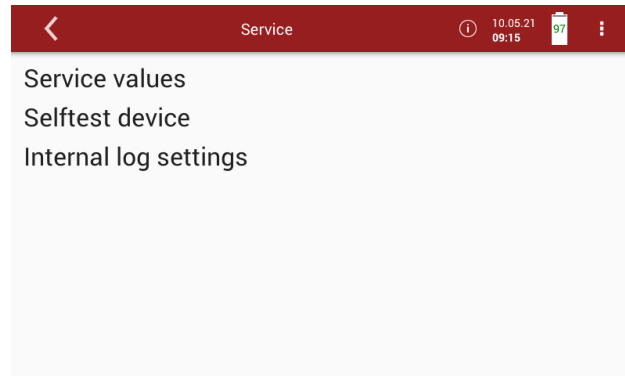 Service
10.05.21
09:15
97
Service values
Selftest device
Internal log settings